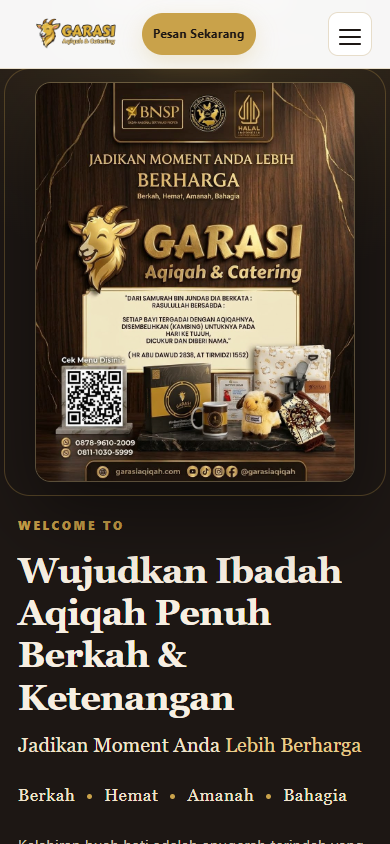 GARASI
Aqiqah & Catering
Pesan Sekarang
BNSP
HALAL
INDONESIA
JADIKAN MOMENT ANDA LEBIH
BERHARGA
Berkah, Hemat, Amanah, Bahagia
GARASI
Aqiqah & Catering
"DARI SAMURAH BIN JUNDAB DIA BERKATA :
RASULULLAH BERSABDA :
SETIAP BAYI TERGADAI DENGAN AQIQAHNYA,
DISEMBELIHKAN (KAMBING) UNTUKNYA PADA
HARI KE TUJUH,
DICUKUR DAN DIBERI NAMA."
( HR ABU DAWUD 2838, AT TIRMIDZI 1552)
Cek Menu Disini
0878-9610-2009
0811-1030-5999
garasiaqiqah.com
@garasiaqiqah
WELCOME TO
Wujudkan Ibadah
Aqiqah Penuh
Berkah &
Ketenangan
Jadikan Moment Anda Lebih Berharga
Berkah • Hemat • Amanah • Bahagia